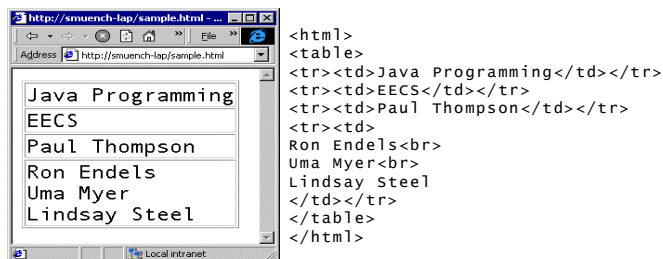 http://smuench-lap/sample.html - ...
File
Address http://smuench-lap/sample.html
Java Programming
EECS
Paul Thompson
Ron Endels
Uma Myer
Lindsay Steel
Local intranet
<html>
<table>
<tr><td>Java Programming</td></tr>
<tr><td>EECS</td></tr>
<tr><td>Paul Thompson</td></tr>
<tr><td>
Ron Endels<br>
Uma Myer<br>
Lindsay Steel
</td></tr>
</table>
</html>